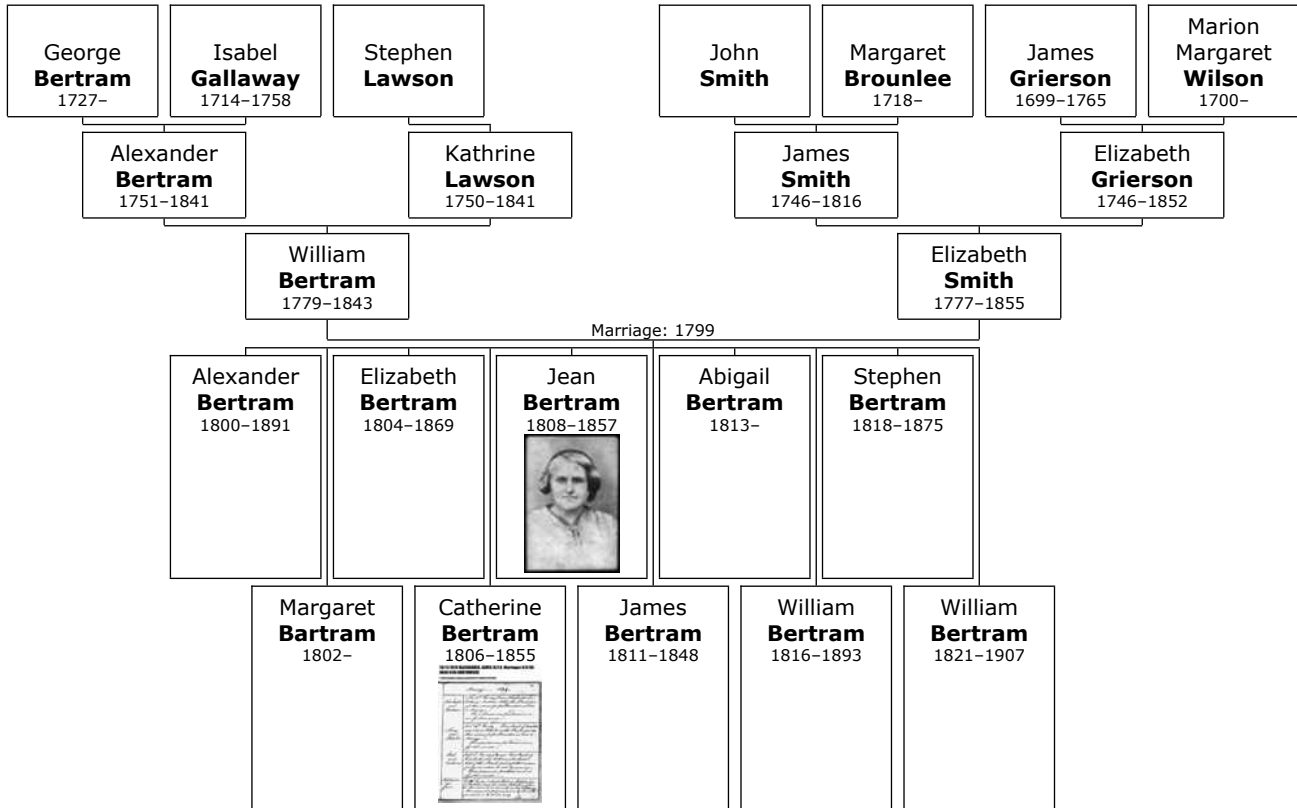 George
Bertram
1727–
Isabel
Gallaway
1714–1758
Stephen
Lawson
John
Smith
Margaret
Brounlee
1718–
James
Grierson
1699–1765
Marion
Margaret
Wilson
1700–
Alexander
Bertram
1751–1841
Kathrine
Lawson
1750–1841
James
Smith
1746–1816
Elizabeth
Grierson
1746–1852
William
Bertram
1779–1843
Elizabeth
Smith
1777–1855
Marriage: 1799
Alexander
Bertram
1800–1891
Elizabeth
Bertram
1804–1869
Jean
Bertram
1808–1857
Abigail
Bertram
1813–
Stephen
Bertram
1818–1875
Margaret
Bartram
1802–
Catherine
Bertram
1806–1855
James
Bertram
1811–1848
William
Bertram
1816–1893
William
Bertram
1821–1907